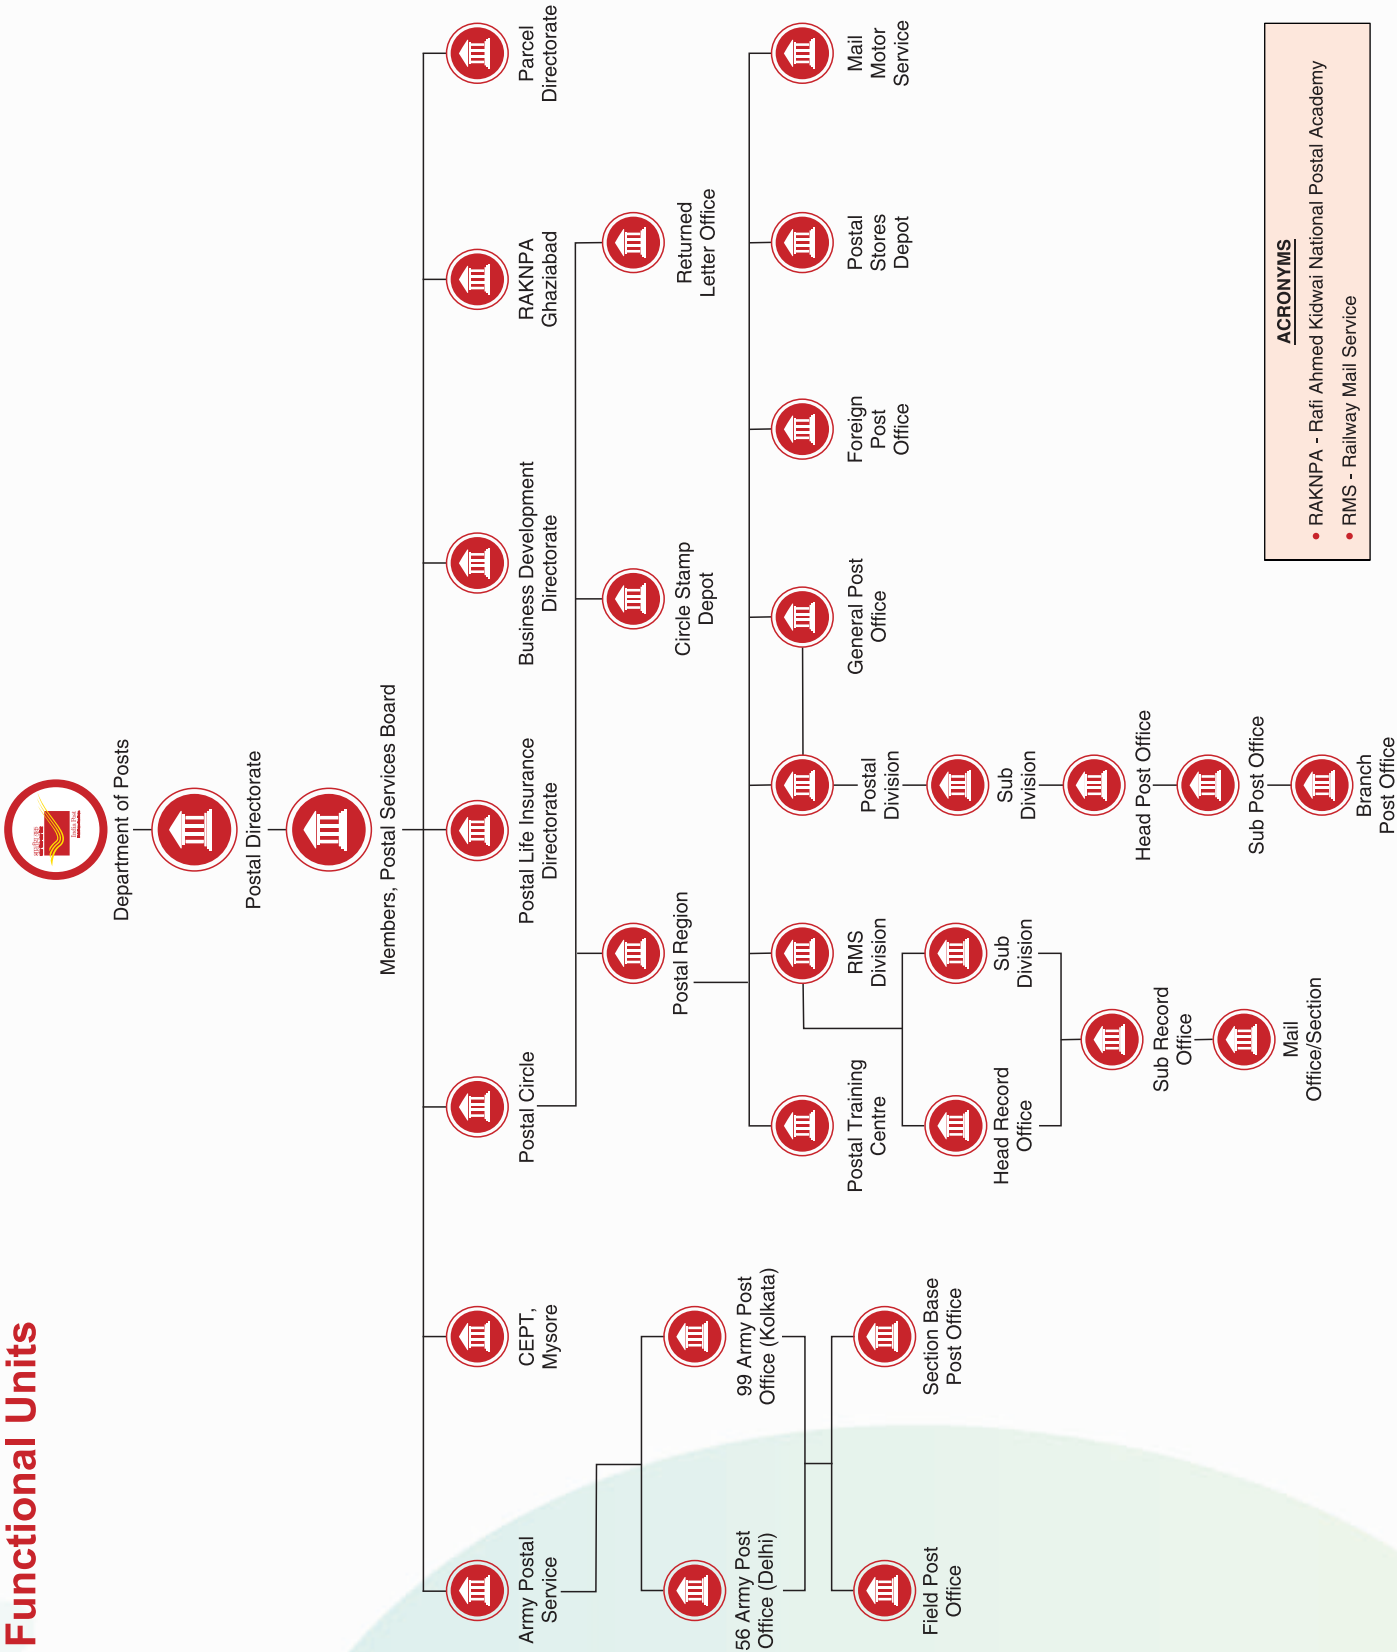 Functional Units
Department of Posts
Postal Directorate
Members, Postal Services Board
Army Postal
Service
CEPT,
Mysore
Postal Circle
Postal Life Insurance
Directorate
Business Development
Directorate
RAKNPA
Ghaziabad
Parcel
Directorate
Postal Region
Circle Stamp
Depot
Returned
Letter Office
56 Army Post
Office (Delhi)
99 Army Post
Office (Kolkata)
Field Post
Office
Section Base
Post Office
Postal Training
Centre
RMS
Division
Postal
Division
General Post
Office
Foreign
Post
Office
Postal
Stores
Depot
Mail
Motor
Service
Head Record
Office
Sub
Division
Sub
Division
Sub Record
Office
Head Post Office
Mail
Office/Section
Sub Post Office
Branch
Post Office
ACRONYMS
• RAKNPA - Rafi Ahmed Kidwai National Postal Academy
• RMS - Railway Mail Service